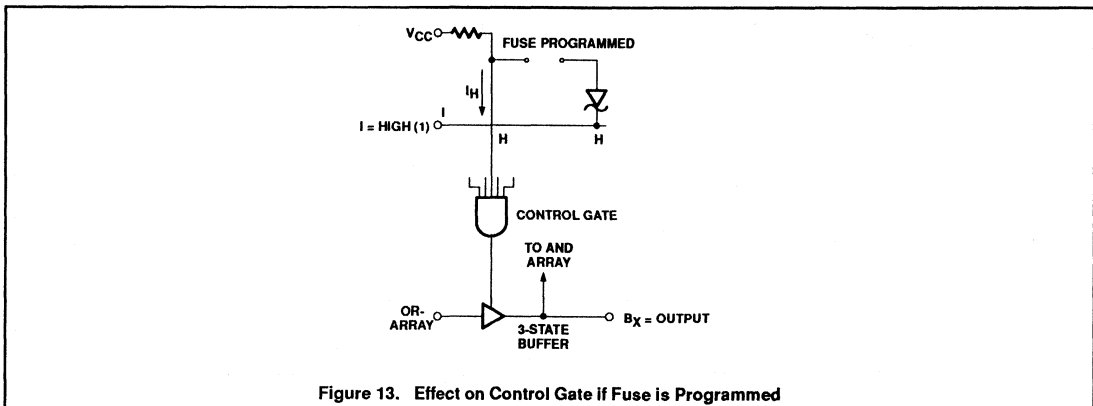 VCC
FUSE PROGRAMMED
IH
I
I = HIGH (1)
H
H
CONTROL GATE
TO AND
ARRAY
OR-
ARRAY
3-STATE
BUFFER
BX = OUTPUT
Figure 13. Effect on Control Gate if Fuse is Programmed